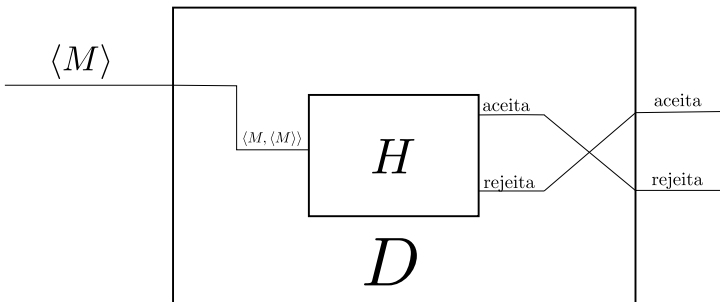 ⟨M⟩
⟨M, ⟨M⟩⟩
H
aceita
rejeita
aceita
rejeita
D